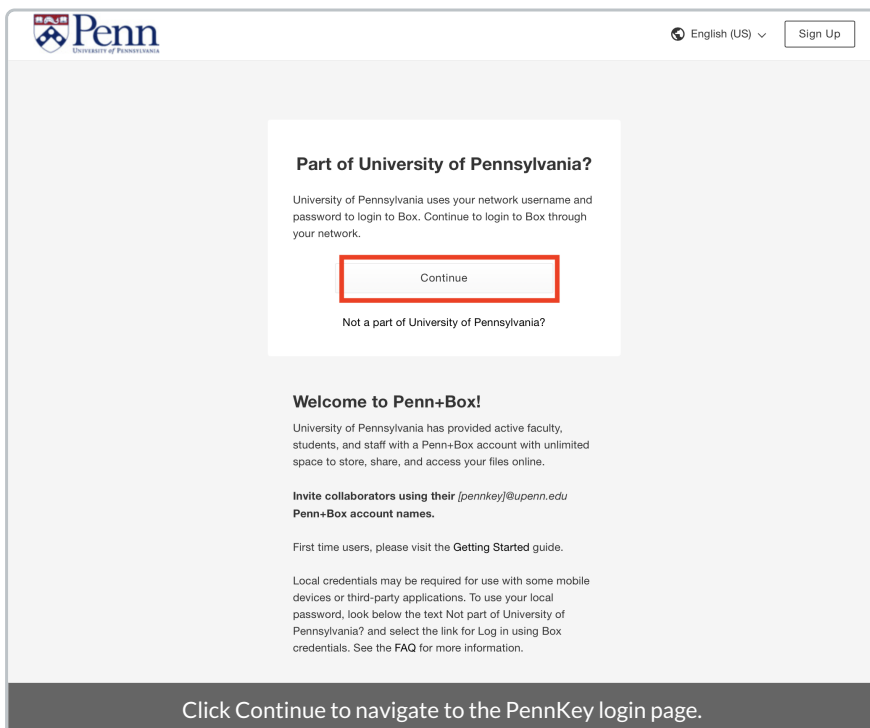 Penn
UNIVERSITY of PENNSYLVANIA
English (US)
Sign Up
Part of University of Pennsylvania?
University of Pennsylvania uses your network username and
password to login to Box. Continue to login to Box through
your network.
Continue
Not a part of University of Pennsylvania?
Welcome to Penn+Box!
University of Pennsylvania has provided active faculty,
students, and staff with a Penn+Box account with unlimited
space to store, share, and access your files online.
Invite collaborators using their [pennkey]@upenn.edu
Penn+Box account names.
First time users, please visit the Getting Started guide.
Local credentials may be required for use with some mobile
devices or third-party applications. To use your local
password, look below the text Not part of University of
Pennsylvania? and select the link for Log in using Box
credentials. See the FAQ for more information.
Click Continue to navigate to the PennKey login page.